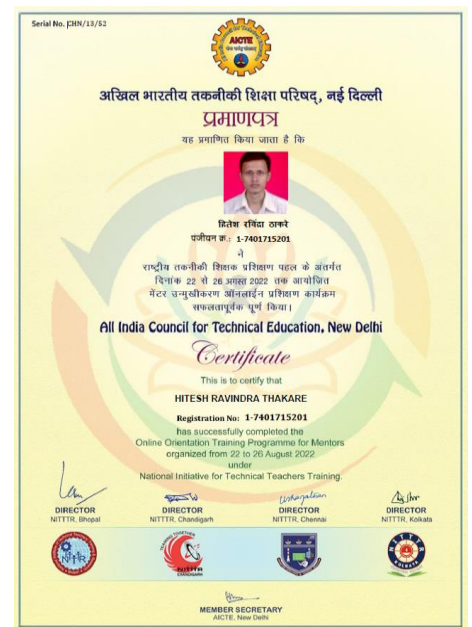 Serial No. CHN/13/52
AICTE
अखिल भारतीय तकनीकी शिक्षा परिषद्, नई दिल्ली
प्रमाणपत्र
यह प्रमाणित किया जाता है कि
हितेश रविंद्रा ठाकरे
पंजीयन क्र.: 1-7401715201
ने
राष्ट्रीय तकनीकी शिक्षक प्रशिक्षण पहल के अंतर्गत
दिनांक 22 से 26 अगस्त 2022 तक आयोजित
मेंटर उन्मुखीकरण ऑनलाईन प्रशिक्षण कार्यक्रम
सफलतापूर्वक पूर्ण किया।
All India Council for Technical Education, New Delhi
Certificate
This is to certify that
HITESH RAVINDRA THAKARE
Registration No: 1-7401715201
has successfully completed the
Online Orientation Training Programme for Mentors
organized from 22 to 26 August 2022
under
National Initiative for Technical Teachers Training.
DIRECTOR
NITTTR, Bhopal
DIRECTOR
NITTTR, Chandigarh
DIRECTOR
NITTTR, Chennai
DIRECTOR
NITTTR, Kolkata
NITTTR
CHANDIGARH
NITTTR
KOLKATA
MEMBER SECRETARY
AICTE, New Delhi